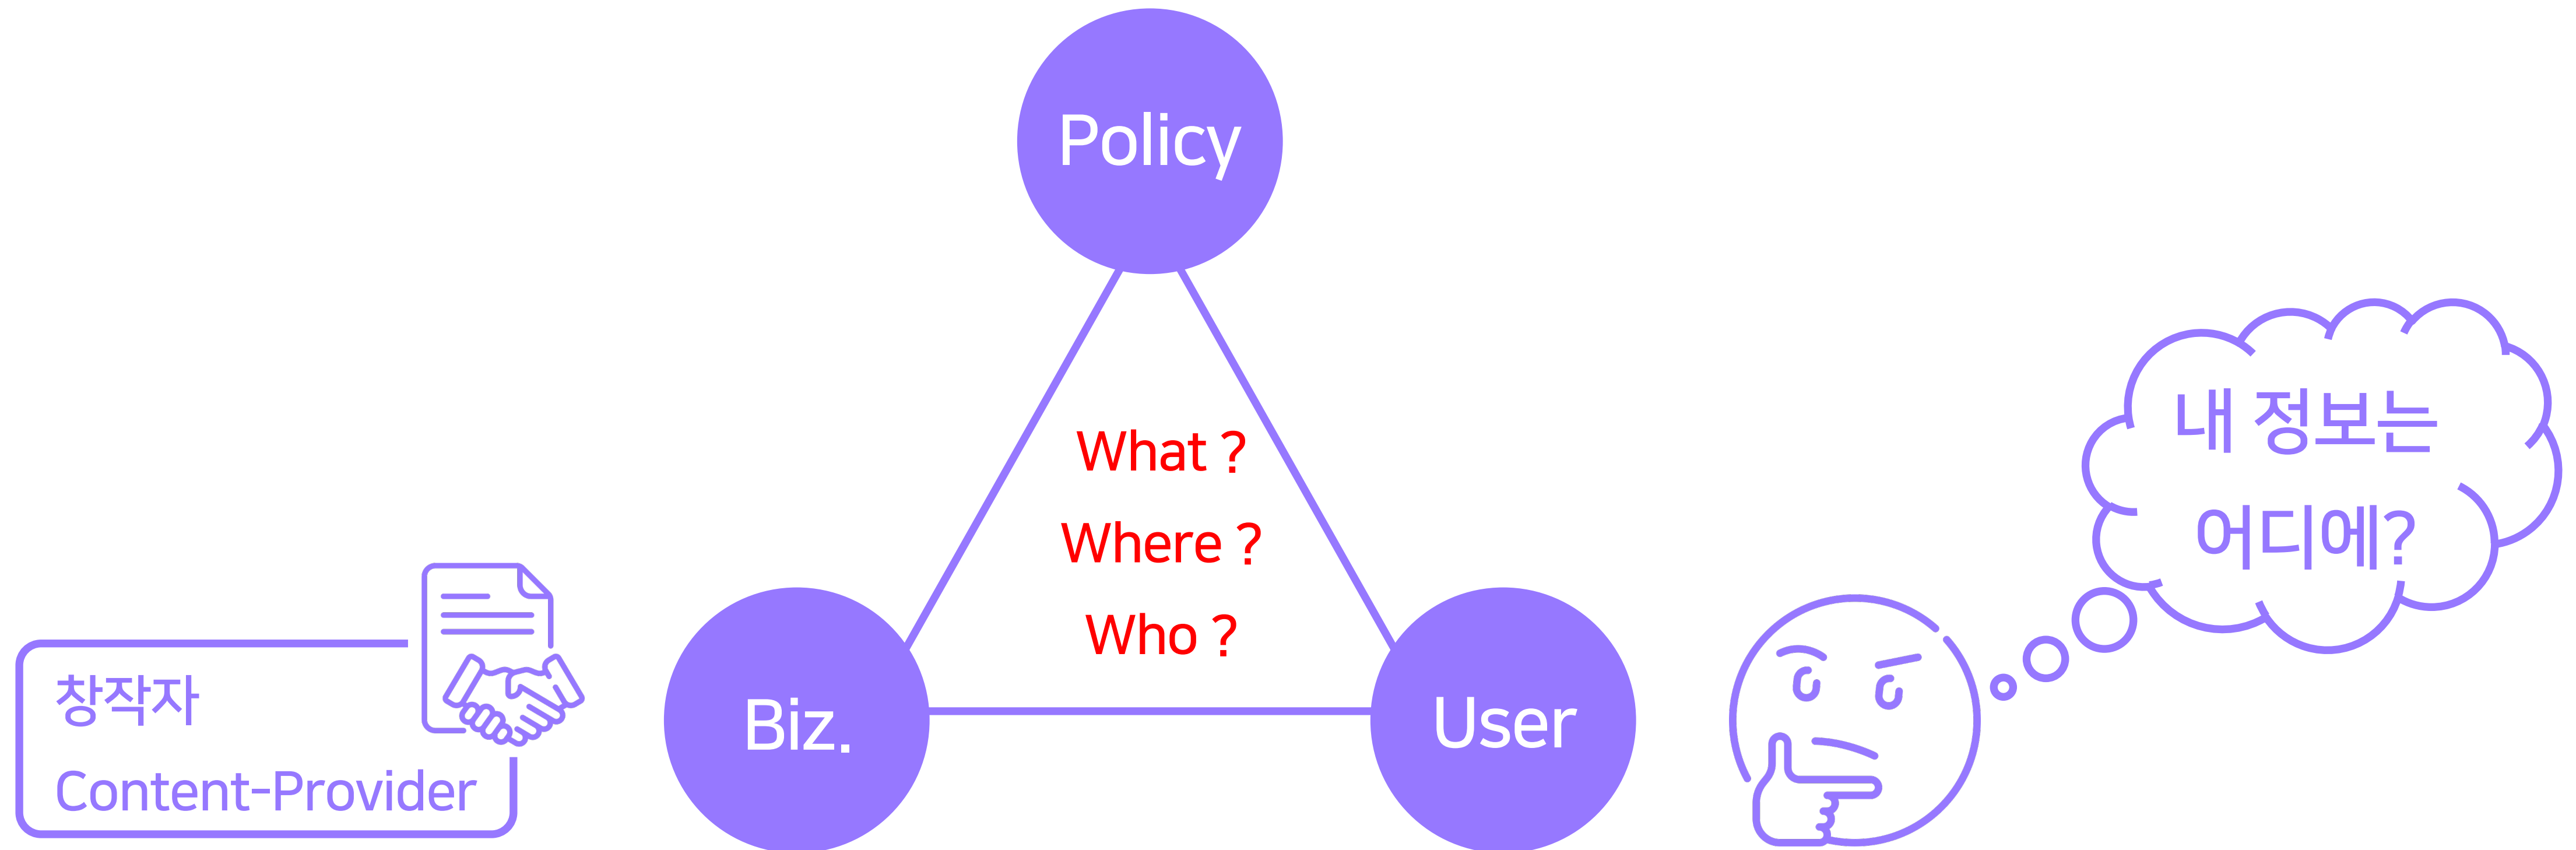 Policy
What ?
Where ?
Who ?
Biz.
User
창작자
Content-Provider
내 정보는
어디에?